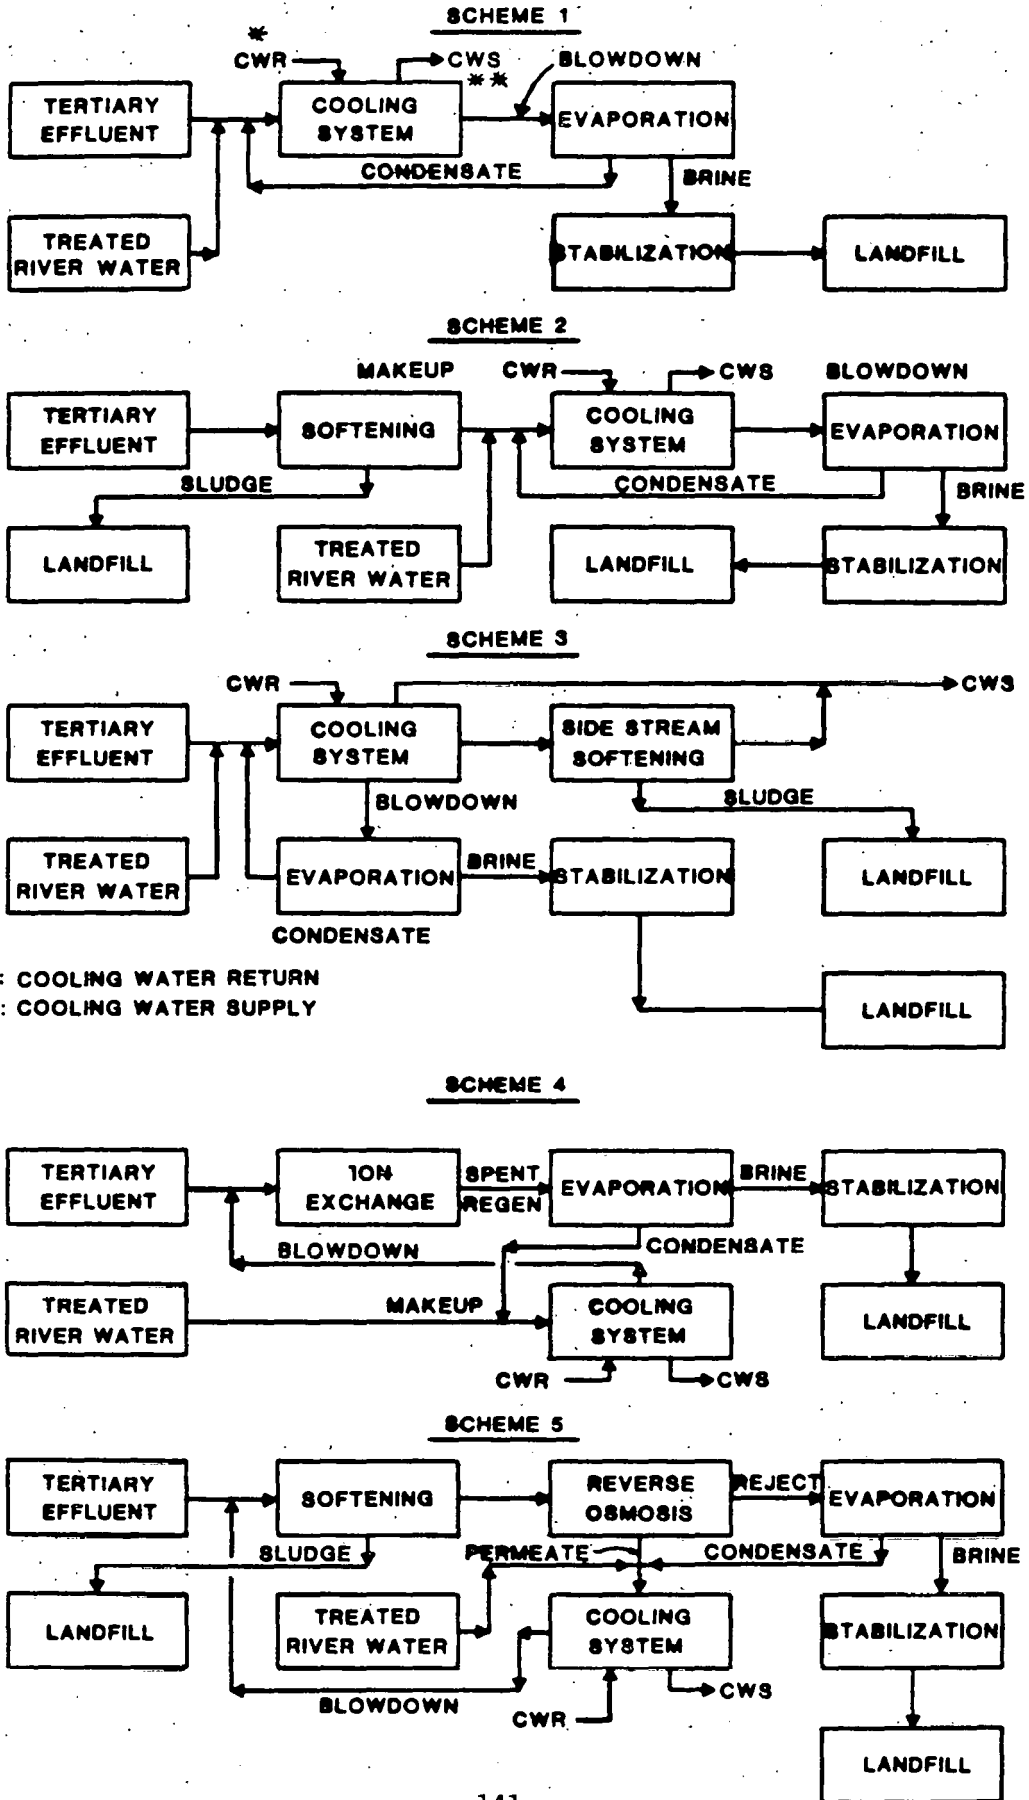 SCHEME 1
*
CWR
CWS
**
BLOWDOWN
TERTIARY
EFFLUENT
COOLING
SYSTEM
EVAPORATION
CONDENSATE
BRINE
TREATED
RIVER WATER
STABILIZATION
LANDFILL
SCHEME 2
MAKEUP
CWR
CWS
BLOWDOWN
TERTIARY
EFFLUENT
SOFTENING
COOLING
SYSTEM
EVAPORATION
SLUDGE
CONDENSATE
BRINE
LANDFILL
TREATED
RIVER WATER
LANDFILL
STABILIZATION
SCHEME 3
CWR
CWS
TERTIARY
EFFLUENT
COOLING
SYSTEM
SIDE STREAM
SOFTENING
BLOWDOWN
SLUDGE
TREATED
RIVER WATER
EVAPORATION
BRINE
STABILIZATION
LANDFILL
CONDENSATE
: COOLING WATER RETURN
: COOLING WATER SUPPLY
LANDFILL
SCHEME 4
TERTIARY
EFFLUENT
ION
EXCHANGE
SPENT
REGEN
EVAPORATION
BRINE
STABILIZATION
BLOWDOWN
CONDENSATE
TREATED
RIVER WATER
MAKEUP
COOLING
SYSTEM
LANDFILL
CWR
CWS
SCHEME 5
TERTIARY
EFFLUENT
SOFTENING
REVERSE
OSMOSIS
REJECT
EVAPORATION
SLUDGE
PERMEATE
CONDENSATE
BRINE
LANDFILL
TREATED
RIVER WATER
COOLING
SYSTEM
STABILIZATION
BLOWDOWN
CWR
CWS
LANDFILL
141